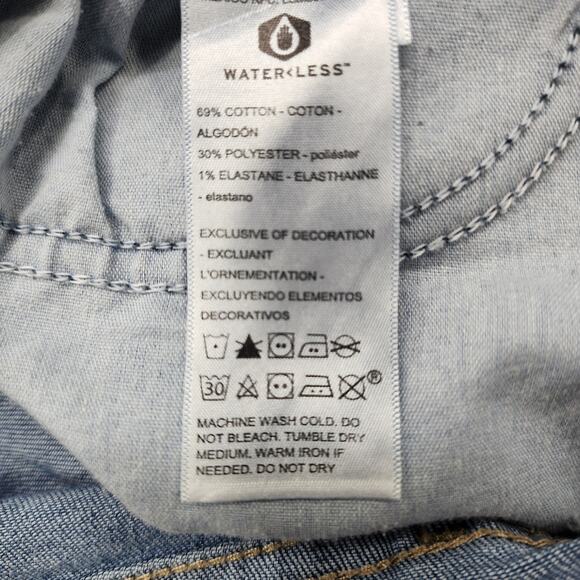 WATER<LESS™
69% COTTON - COTON -
ALGODÓN
30% POLYESTER - poliéster
1% ELASTANE - ELASTHANNE
- elastano
EXCLUSIVE OF DECORATION
- EXCLUANT
L'ORNEMENTATION -
EXCLUYENDO ELEMENTOS
DECORATIVOS
30 ®
MACHINE WASH COLD. DO
NOT BLEACH. TUMBLE DRY
MEDIUM. WARM IRON IF
NEEDED. DO NOT DRY